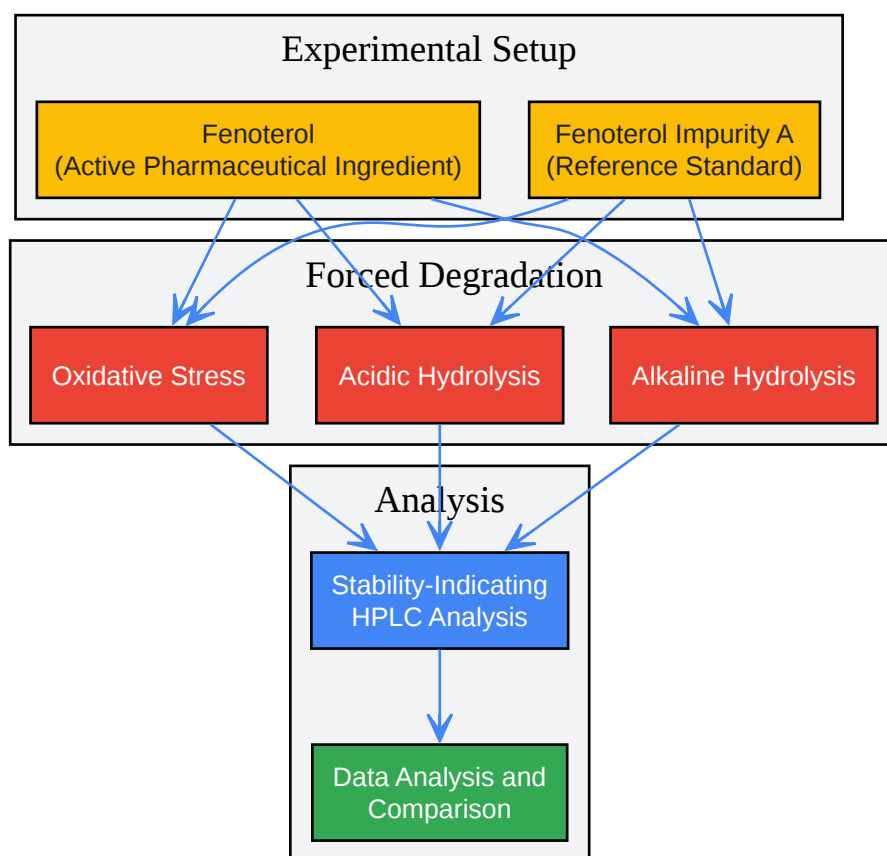 Experimental Setup
Fenoterol
(Active Pharmaceutical Ingredient)
Fenoterol Impurity A
(Reference Standard)
Forced Degradation
Oxidative Stress
Acidic Hydrolysis
Alkaline Hydrolysis
Analysis
Stability-Indicating
HPLC Analysis
Data Analysis and
Comparison